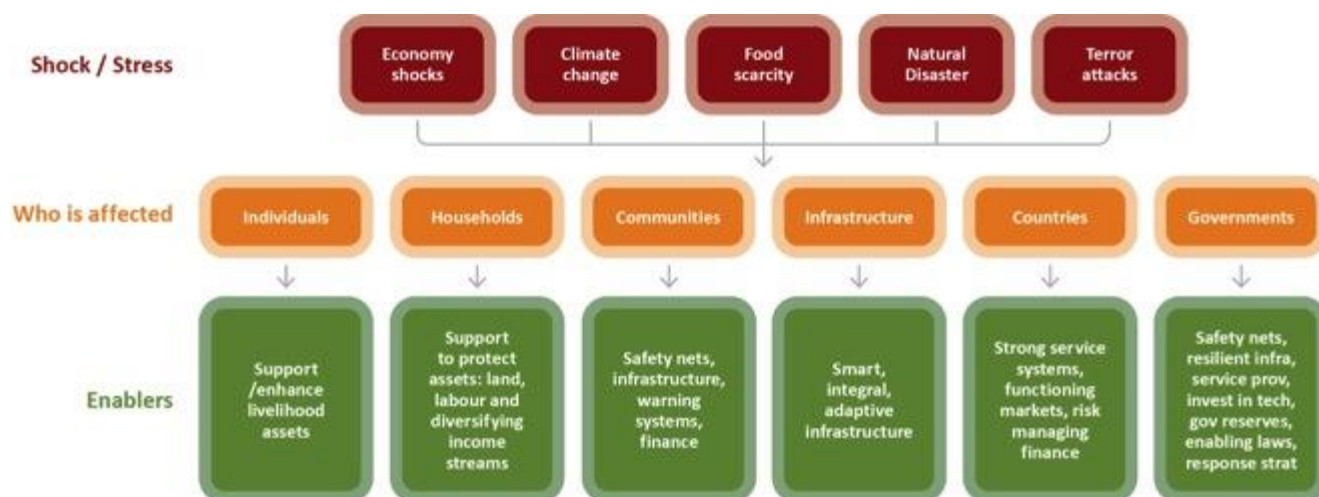 Shock / Stress
Economy
shocks
Climate
change
Food
scarcity
Natural
Disaster
Terror
attacks
Who is affected
Individuals
Households
Communities
Infrastructure
Countries
Governments
Enablers
Support
/enhance
livelihood
assets
Support
to protect
assets: land,
labour and
diversifying
income
streams
Safety nets,
infrastructure,
warning
systems,
finance
Smart,
integral,
adaptive
infrastructure
Strong service
systems,
functioning
markets, risk
managing
finance
Safety nets,
resilient infra,
service prov,
invest in tech,
gov reserves,
enabling laws,
response strat